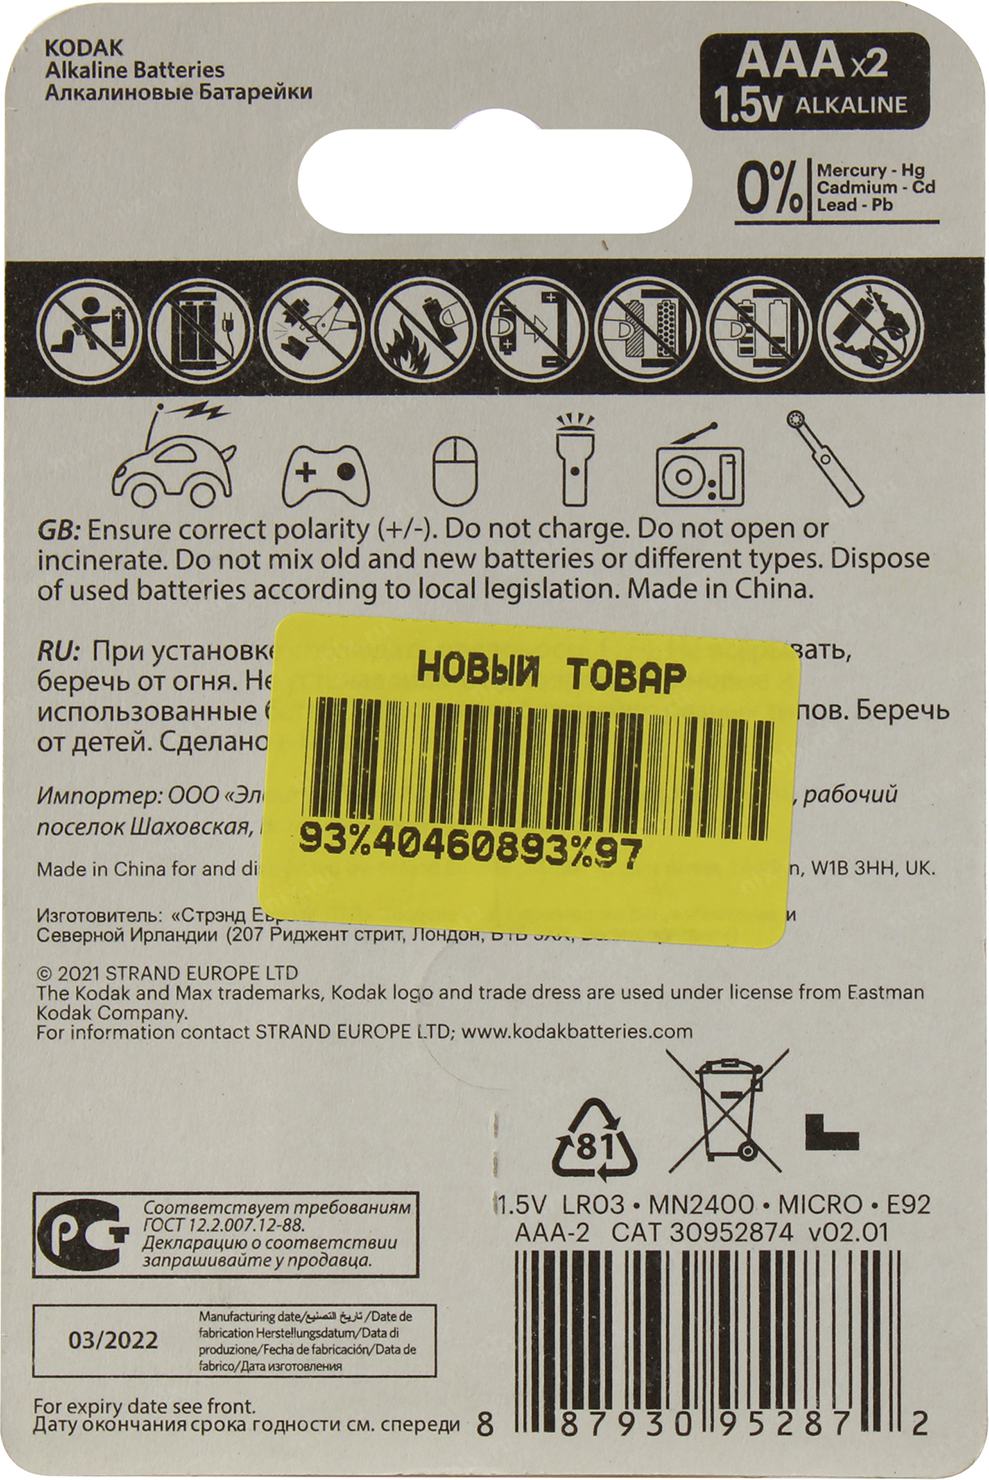 KODAK
Alkaline Batteries
Алкалиновые Батарейки
AAA x2
1.5v ALKALINE
0% Mercury - Hg
Cadmium - Cd
Lead - Pb
GB: Ensure correct polarity (+/-). Do not charge. Do not open or
incinerate. Do not mix old and new batteries or different types. Dispose
of used batteries according to local legislation. Made in China.
RU: При установке
беречь от огня. Не
использованные
пов. Беречь
от детей. Сделано
НОВЫЙ ТОВАР
93%40460893%97
Импортер: ООО
, рабочий
поселок Шаховская,
Made in China for and
W1B 3HH, UK.
Изготовитель: «Стрэнд
и
Северной Ирландии (207 Риджент стрит, Лондон,
© 2021 STRAND EUROPE LTD
The Kodak and Max trademarks, Kodak logo and trade dress are used under license from Eastman
Kodak Company.
For information contact STRAND EUROPE LTD; www.kodakbatteries.com
81
РСТ
Соответствует требованиям
ГОСТ 12.2.007.12-88.
Декларацию о соответствии
запрашивайте у продавца.
1.5V LR03 • MN2400 • MICRO • E92
AAA-2 CAT 30952874 v02.01
03/2022
Manufacturing date/تاريخ التصنيع/Date de
fabrication Herstellungsdatum/Data di
produzione/Fecha de fabricación/Data de
fabrico/Дата изготовления
For expiry date see front.
Дату окончания срока годности см. спереди
8 87930 95287 2